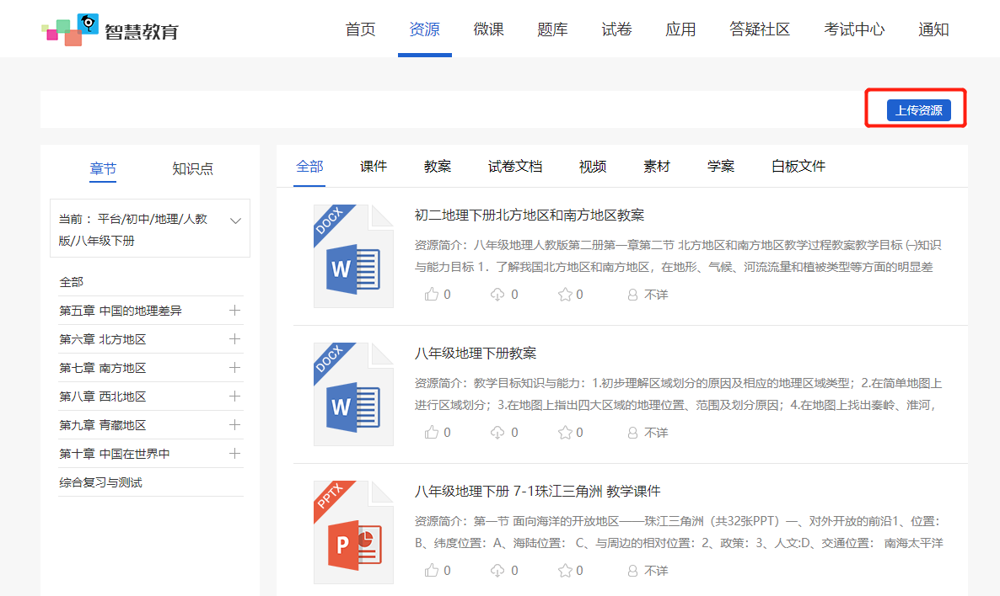 智慧教育
首页 资源 微课 题库 试卷 应用 答疑社区 考试中心 通知
上传资源
章节 知识点
当前 ：平台/初中/地理/人教
版/八年级下册
全部
第五章 中国的地理差异
第六章 北方地区
第七章 南方地区
第八章 西北地区
第九章 青藏地区
第十章 中国在世界中
综合复习与测试
全部 课件 教案 试卷文档 视频 素材 学案 白板文件
DOCX
W
初二地理下册北方地区和南方地区教案
资源简介：八年级地理人教版第二册第一章第二节 北方地区和南方地区教学过程教案教学目标 ㈠知识
与能力目标 1．了解我国北方地区和南方地区，在地形、气候、河流流量和植被类型等方面的明显差
0 0 0 不详
DOCX
W
八年级地理下册教案
资源简介：教学目标知识与能力：1.初步理解区域划分的原因及相应的地理区域类型；2.在简单地图上
进行区域划分；3.在地图上指出四大区域的地理位置、范围及划分原因；4.在地图上找出秦岭、淮河，
0 0 0 不详
PPTX
P
八年级地理下册 7-1珠江三角洲 教学课件
资源简介：第一节 面向海洋的开放地区——珠江三角洲（共32张PPT）一、对外开放的前沿1、位置：
B、纬度位置：A、海陆位置： C、与周边的相对位置：2、政策：3、人文:D、交通位置： 南海太平洋
0 0 0 不详